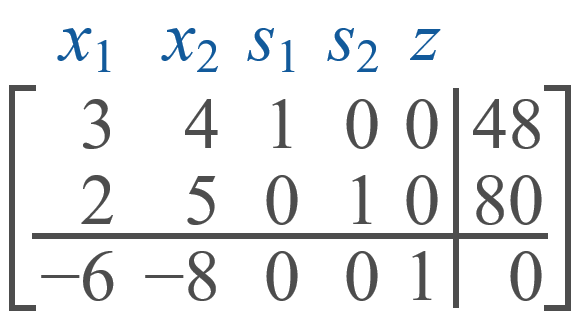 x₁ x₂ s₁ s₂ z
3 4 1 0 0 48
2 5 0 1 0 80
−6 −8 0 0 1 0